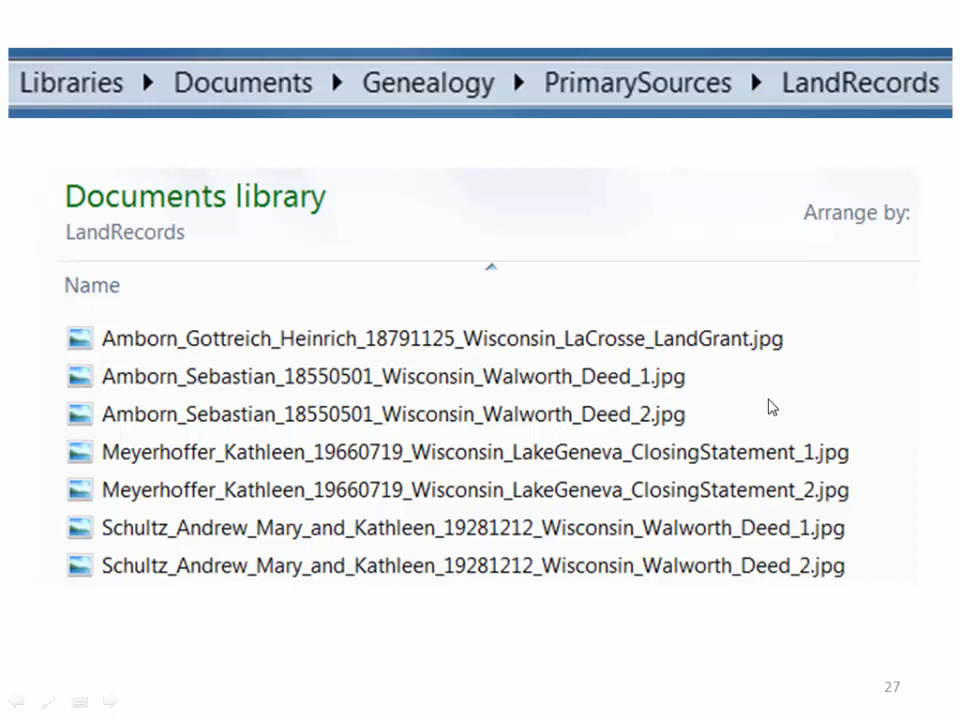 Libraries ▶ Documents ▶ Genealogy ▶ PrimarySources ▶ LandRecords
Documents library
LandRecords
Arrange by:
Name
Amborn_Gottreich_Heinrich_18791125_Wisconsin_LaCrosse_LandGrant.jpg
Amborn_Sebastian_18550501_Wisconsin_Walworth_Deed_1.jpg
Amborn_Sebastian_18550501_Wisconsin_Walworth_Deed_2.jpg
Meyerhoffer_Kathleen_19660719_Wisconsin_LakeGeneva_ClosingStatement_1.jpg
Meyerhoffer_Kathleen_19660719_Wisconsin_LakeGeneva_ClosingStatement_2.jpg
Schultz_Andrew_Mary_and_Kathleen_19281212_Wisconsin_Walworth_Deed_1.jpg
Schultz_Andrew_Mary_and_Kathleen_19281212_Wisconsin_Walworth_Deed_2.jpg
27